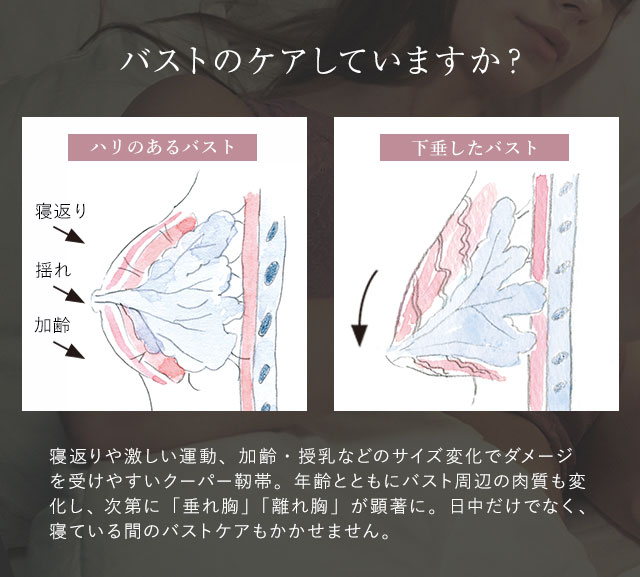 バストのケアしていますか?
ハリのあるバスト
下垂したバスト
寝返り
揺れ
加齢
寝返りや激しい運動、加齢・授乳などのサイズ変化でダメージ
を受けやすいクーパー靭帯。年齢とともにバスト周辺の肉質も変
化し、次第に「垂れ胸」「離れ胸」が顕著に。日中だけでなく、
寝ている間のバストケアもかかせません。